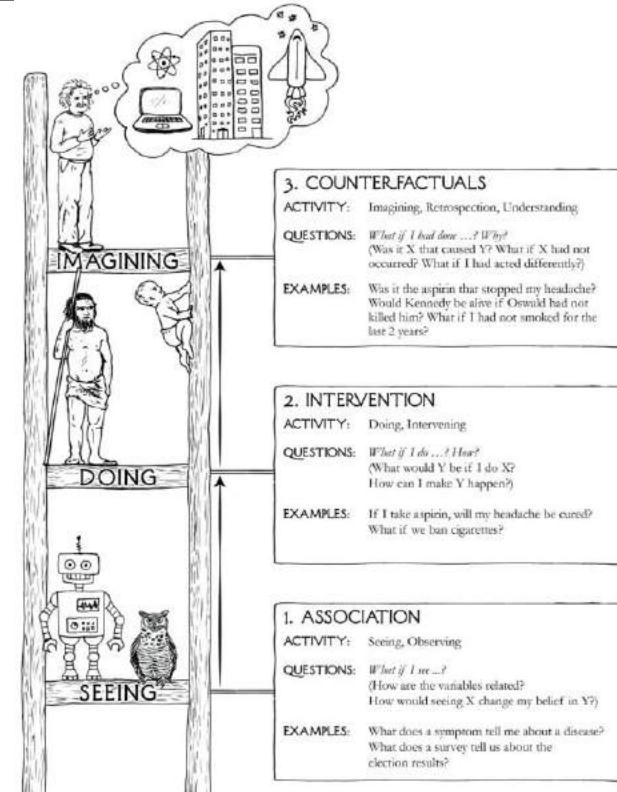 3. COUNTERFACTUALS
ACTIVITY: Imagining, Retrospection, Understanding
QUESTIONS: What if I had done …? Why?
(Was it X that caused Y? What if X had not
occurred? What if I had acted differently?)
EXAMPLES: Was it the aspirin that stopped my headache?
Would Kennedy be alive if Oswald had not
killed him? What if I had not smoked for the
last 2 years?
IMAGINING
2. INTERVENTION
ACTIVITY: Doing, Intervening
QUESTIONS: What if I do …? How?
(What would Y be if I do X?
How can I make Y happen?)
EXAMPLES: If I take aspirin, will my headache be cured?
What if we ban cigarettes?
DOING
1. ASSOCIATION
ACTIVITY: Seeing, Observing
QUESTIONS: What if I see ...?
(How are the variables related?
How would seeing X change my belief in Y?)
EXAMPLES: What does a symptom tell me about a disease?
What does a survey tell us about the
election results?
SEEING